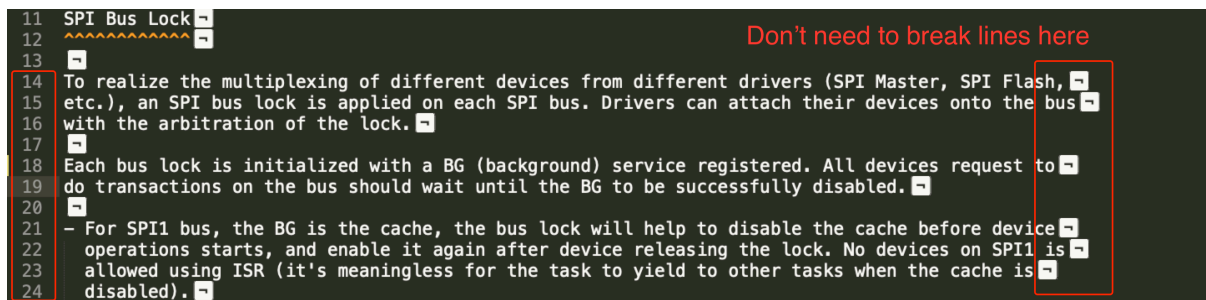 11 SPI Bus Lock¬
12 ^^^^^^^^^^^^¬
Don't need to break lines here
13 ¬
14 To realize the multiplexing of different devices from different drivers (SPI Master, SPI Flash,¬
15 etc.), an SPI bus lock is applied on each SPI bus. Drivers can attach their devices onto the bus¬
16 with the arbitration of the lock.¬
17 ¬
18 Each bus lock is initialized with a BG (background) service registered. All devices request to¬
19 do transactions on the bus should wait until the BG to be successfully disabled.¬
20 ¬
21 - For SPI1 bus, the BG is the cache, the bus lock will help to disable the cache before device¬
22 operations starts, and enable it again after device releasing the lock. No devices on SPI1 is¬
23 allowed using ISR (it's meaningless for the task to yield to other tasks when the cache is¬
24 disabled).¬